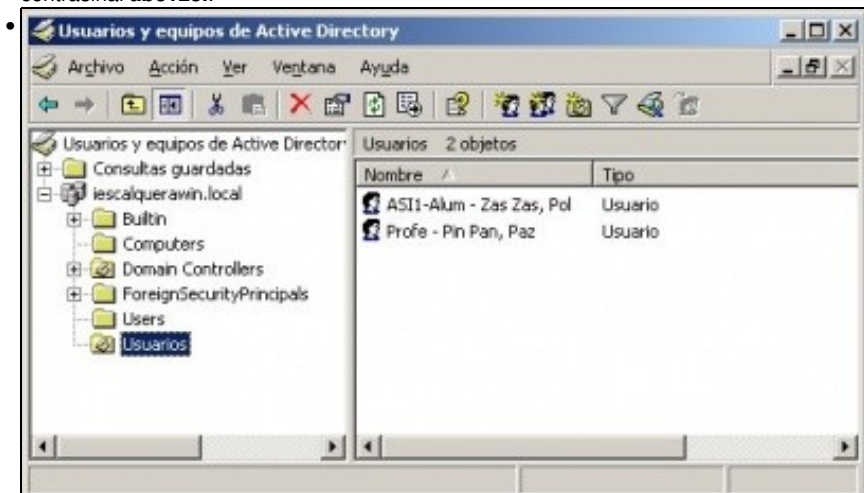 contrasinal abc123..
Usuarios y equipos de Active Directory
Archivo Acción Ver Ventana Ayuda
Usuarios y equipos de Active Director
Consultas guardadas
iescalquerawin.local
Builtin
Computers
Domain Controllers
ForeignSecurityPrincipals
Users
Usuarios
Usuarios 2 objetos
Nombre Tipo
ASI1-Alum - Zas Zas, Pol Usuario
Profe - Pin Pan, Paz Usuario